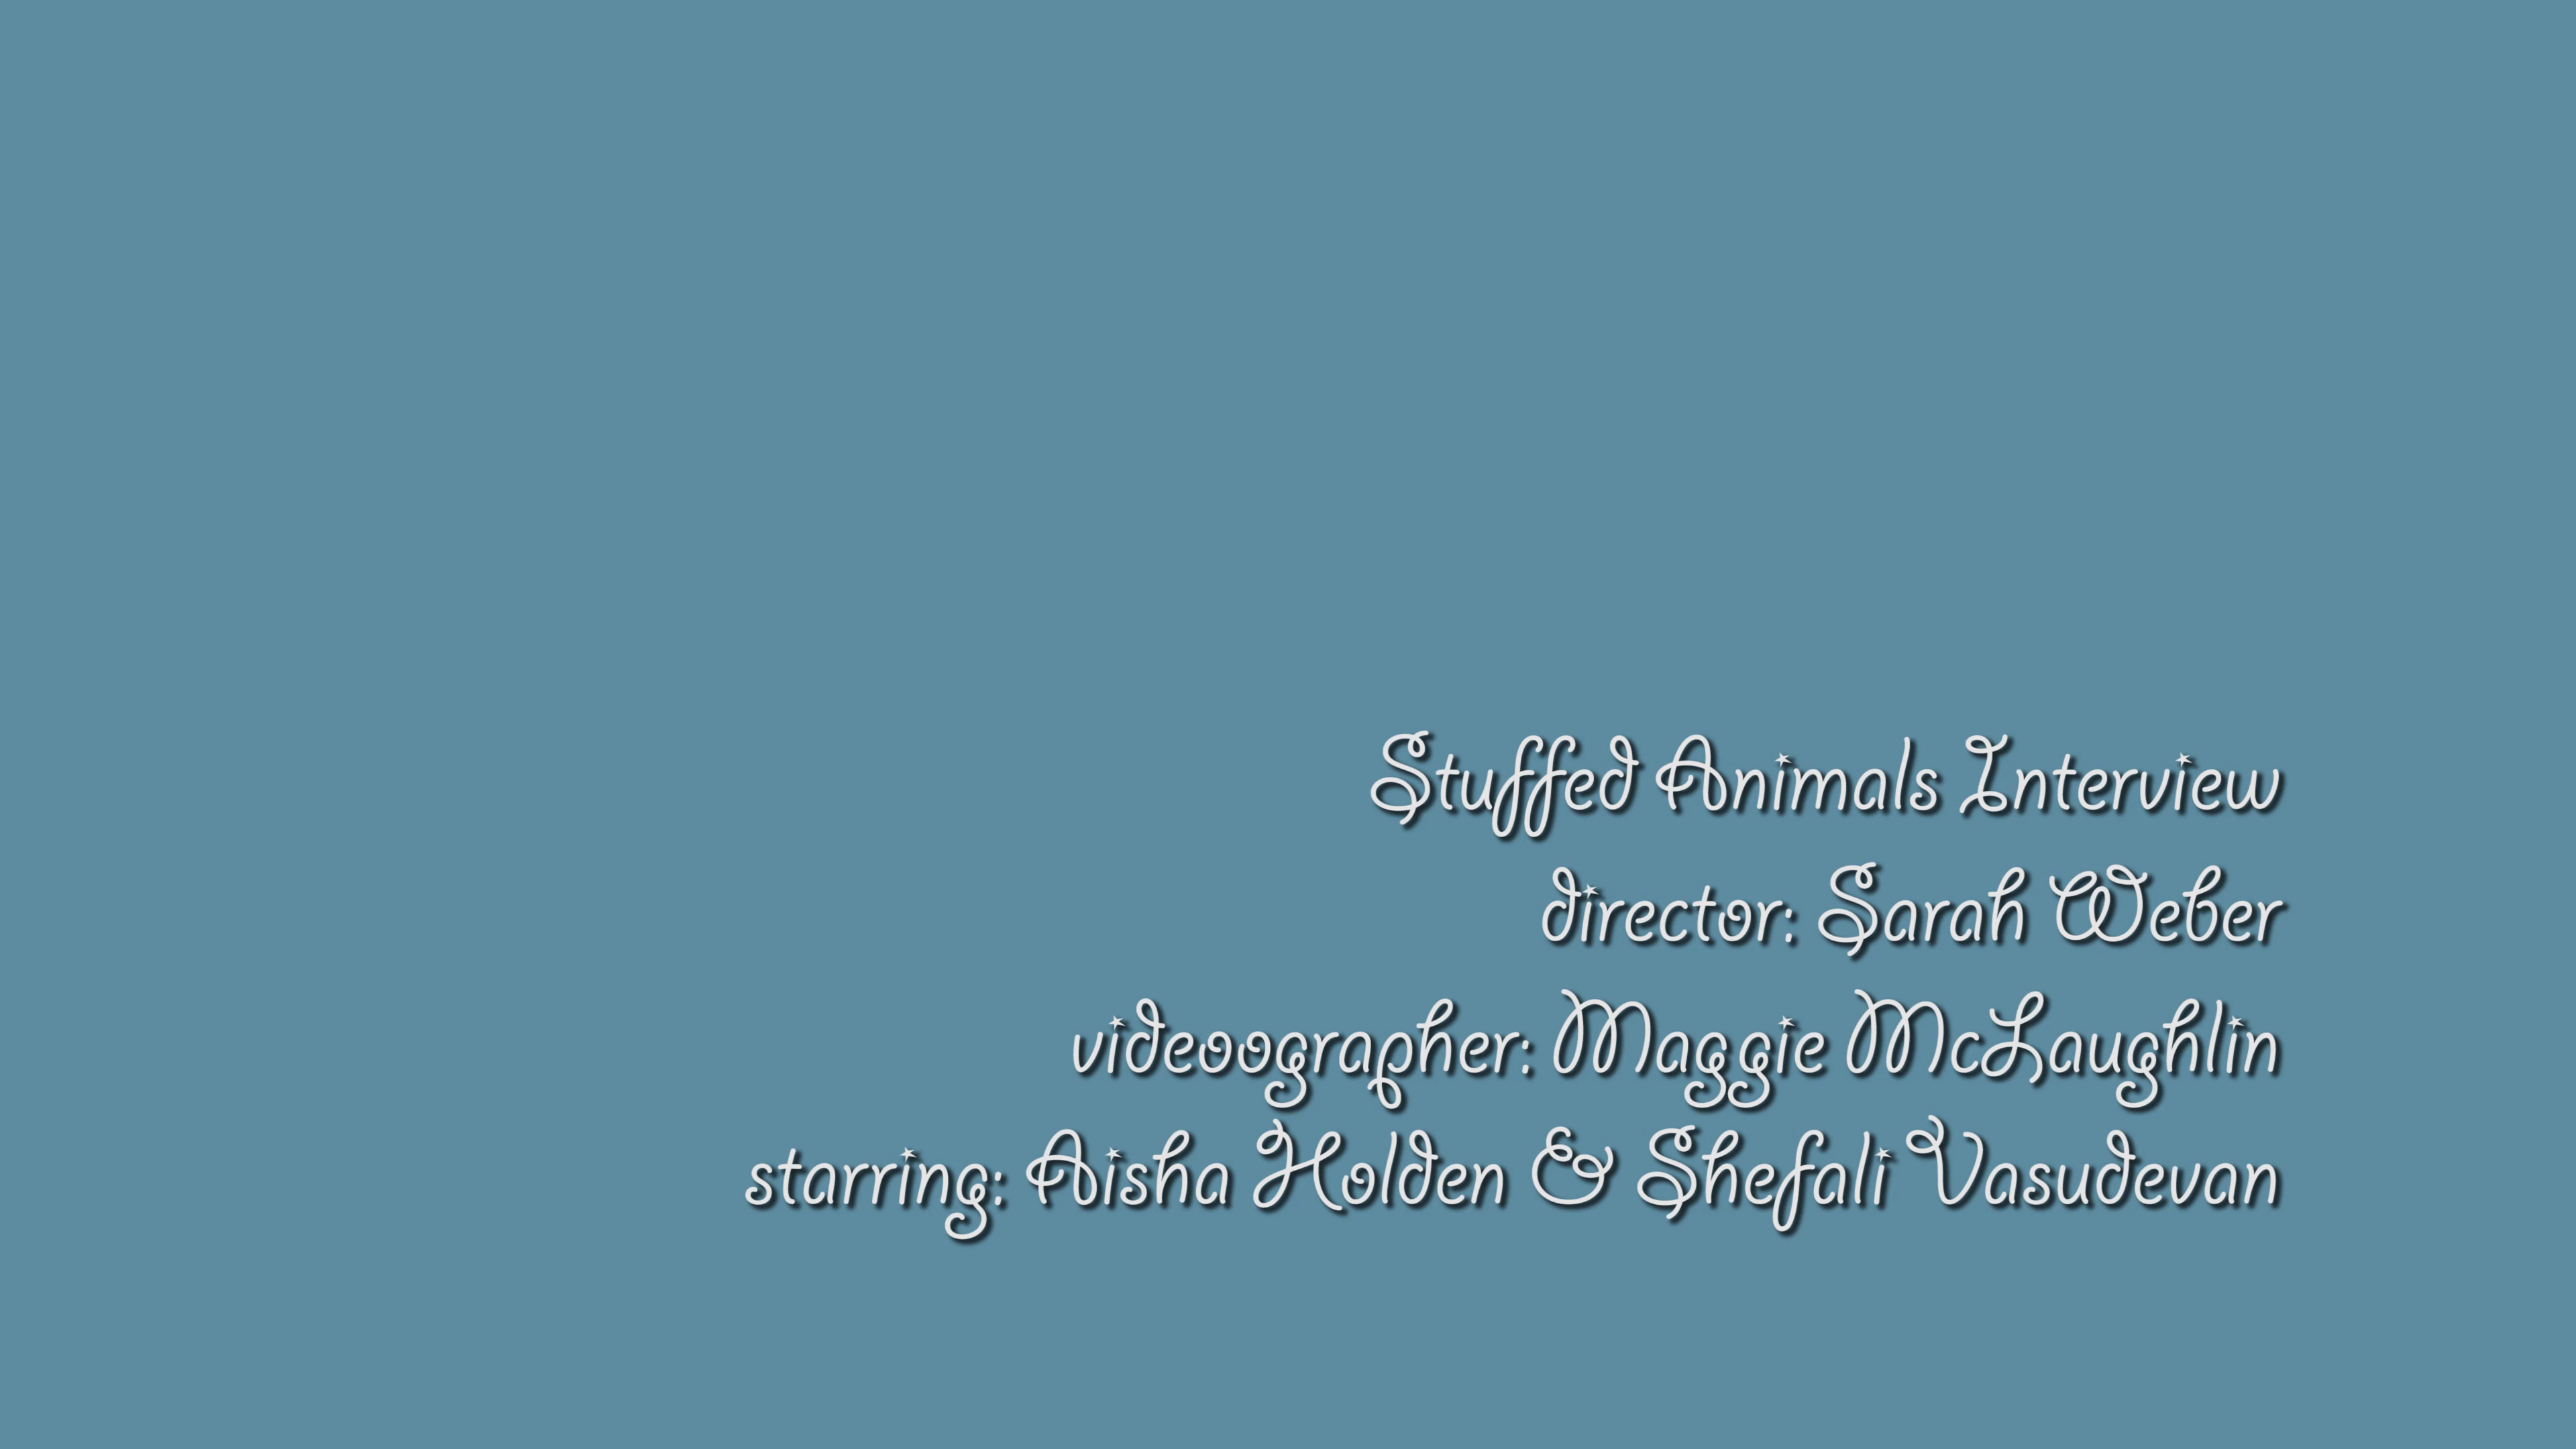 Stuffed Animals Interview
director: Sarah Weber
videoographer: Maggie McLaughlin
starring: Aisha Holden & Shefali Vasudevan